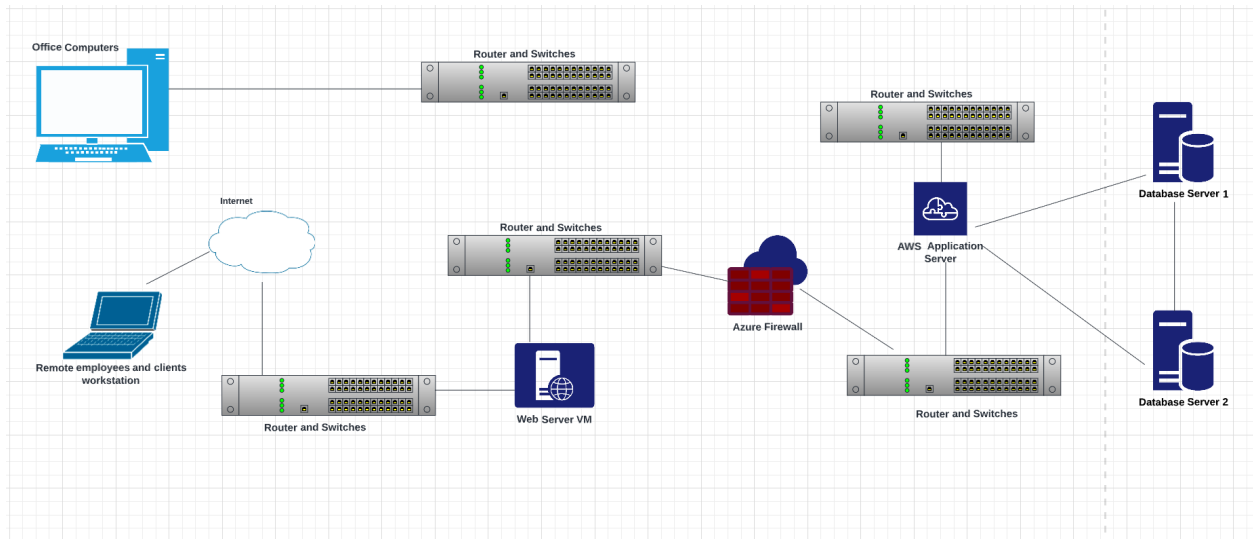 Office Computers
Router and Switches
Router and Switches
Database Server 1
Internet
Router and Switches
AWS Application
Server
Azure Firewall
Remote employees and clients
workstation
Database Server 2
Router and Switches
Web Server VM
Router and Switches